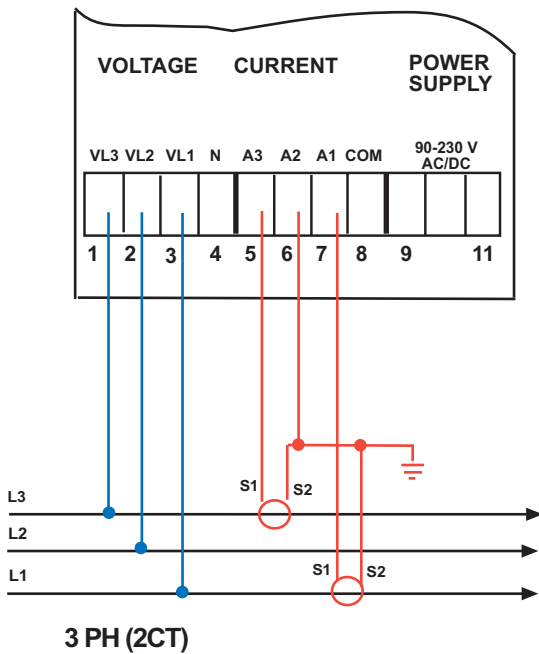 VOLTAGE CURRENT POWER
SUPPLY
VL3 VL2 VL1 N A3 A2 A1 COM 90-230 V
AC/DC
1 2 3 4 5 6 7 8 9 11
S1 S2
L3
L2
S1 S2
L1
3 PH (2CT)